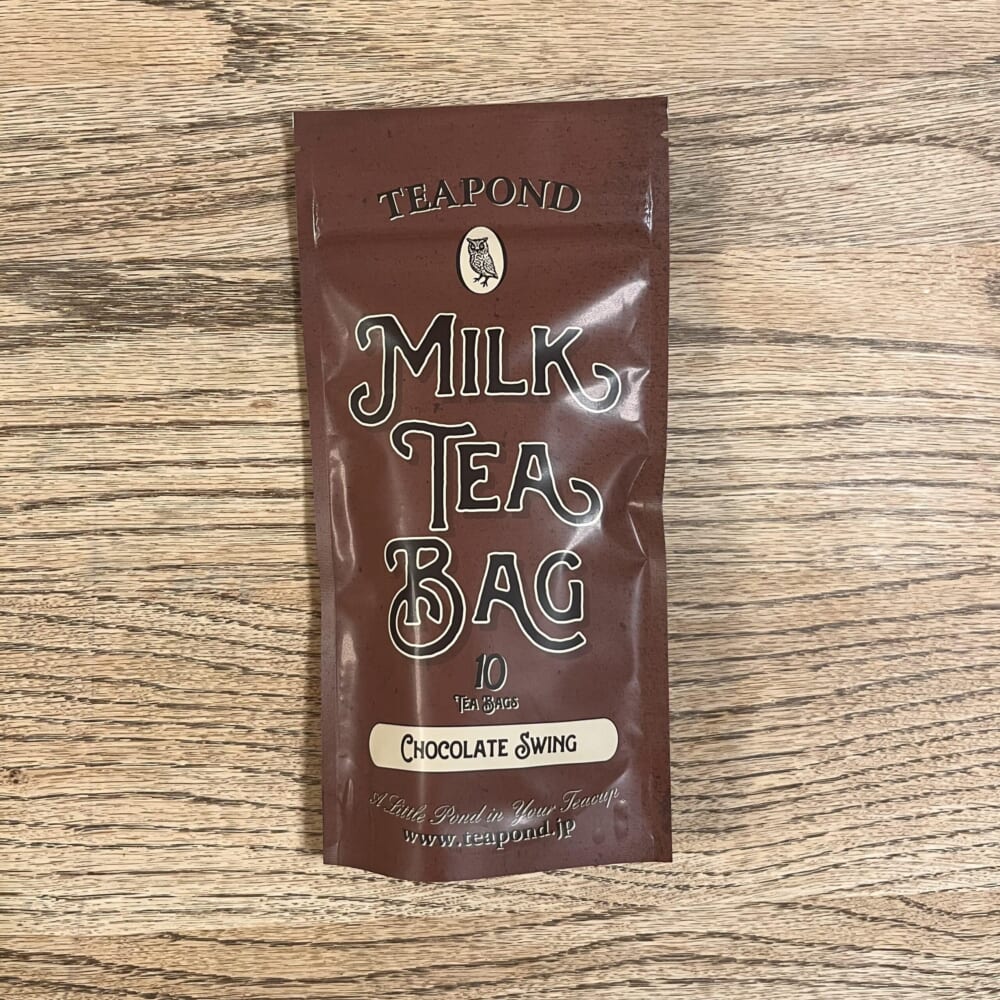 TEAPOND
MILK
TEA
BAG
10
TEA BAGS
CHOCOLATE SWING
A Little Pond in Your Teacup
www.teapond.jp